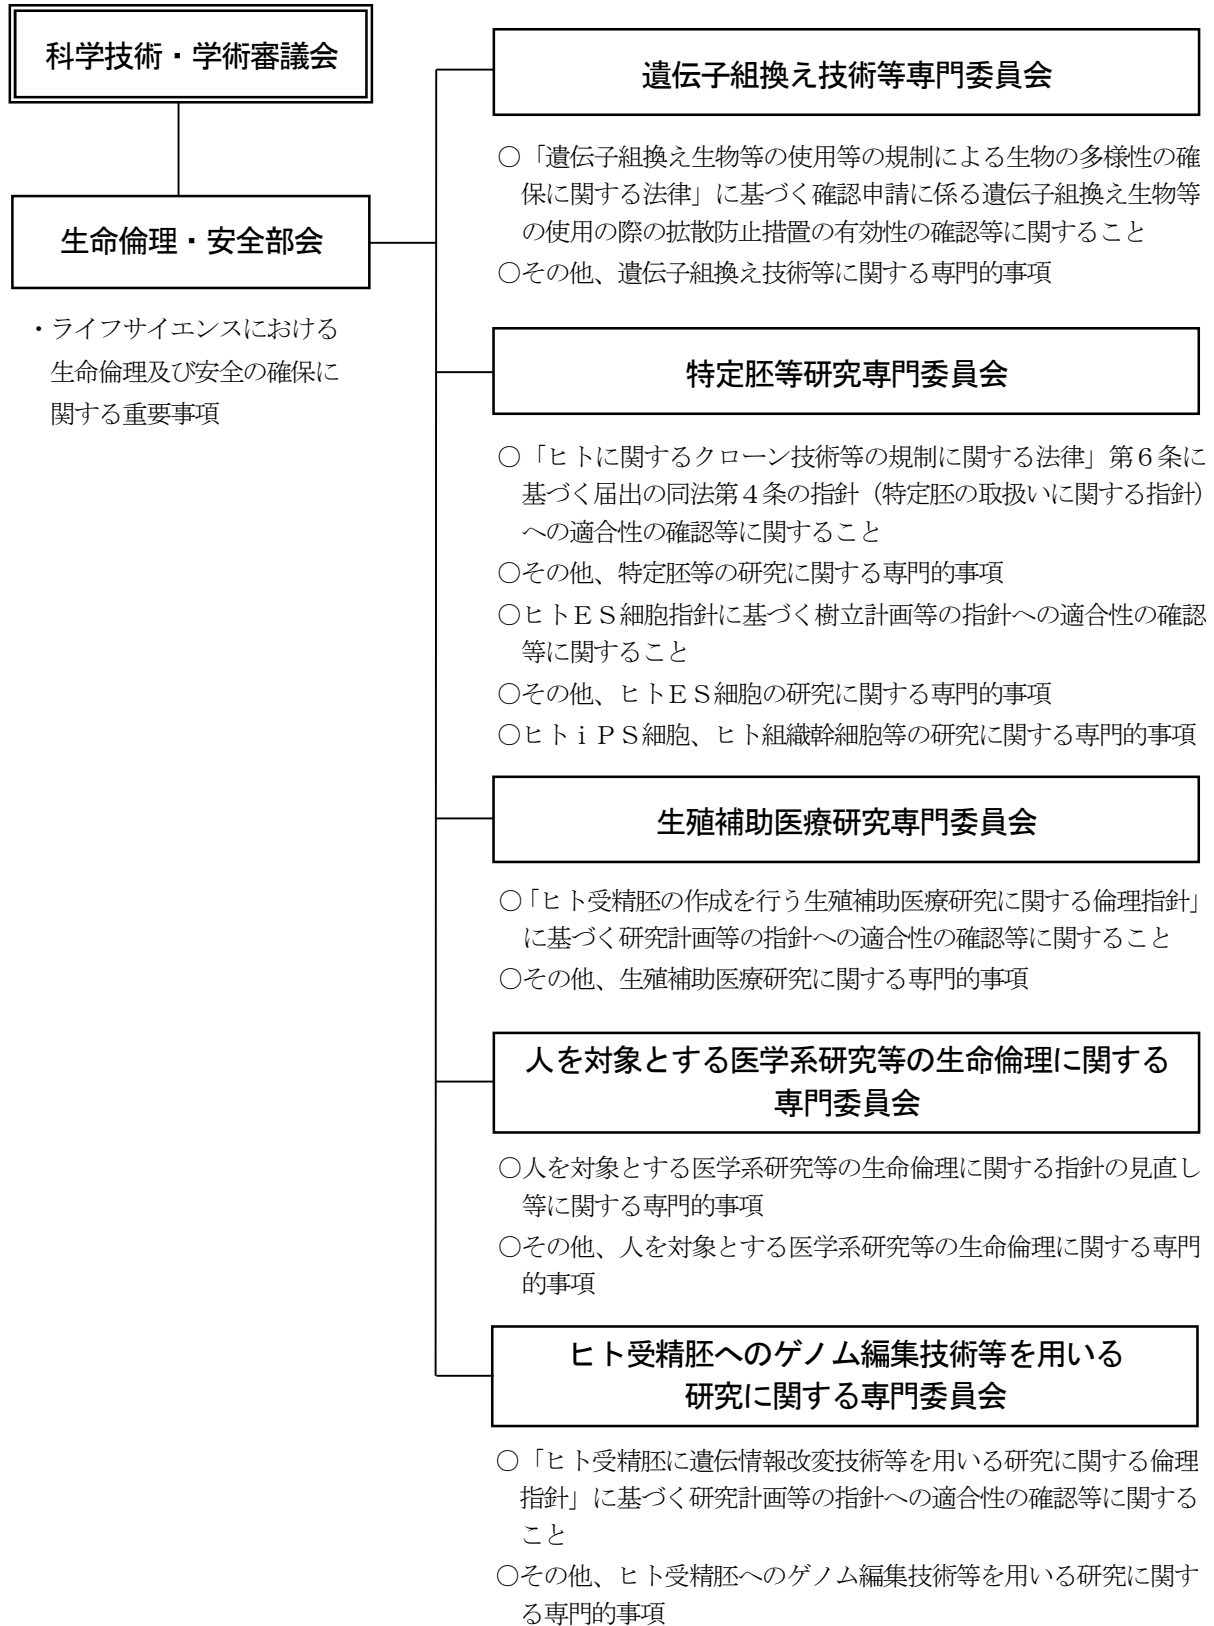 科学技術・学術審議会
生命倫理・安全部会
・ライフサイエンスにおける
生命倫理及び安全の確保に
関する重要事項
遺伝子組換え技術等専門委員会
○「遺伝子組換え生物等の使用等の規制による生物の多様性の確
保に関する法律」に基づく確認申請に係る遺伝子組換え生物等
の使用の際の拡散防止措置の有効性の確認等に関すること
○その他、遺伝子組換え技術等に関する専門的事項
特定胚等研究専門委員会
○「ヒトに関するクローン技術等の規制に関する法律」第６条に
基づく届出の同法第４条の指針（特定胚の取扱いに関する指針）
への適合性の確認等に関すること
○その他、特定胚等の研究に関する専門的事項
○ヒトＥＳ細胞指針に基づく樹立計画等の指針への適合性の確認
等に関すること
○その他、ヒトＥＳ細胞の研究に関する専門的事項
○ヒトｉＰＳ細胞、ヒト組織幹細胞等の研究に関する専門的事項
生殖補助医療研究専門委員会
○「ヒト受精胚の作成を行う生殖補助医療研究に関する倫理指針」
に基づく研究計画等の指針への適合性の確認等に関すること
○その他、生殖補助医療研究に関する専門的事項
人を対象とする医学系研究等の生命倫理に関する
専門委員会
○人を対象とする医学系研究等の生命倫理に関する指針の見直し
等に関する専門的事項
○その他、人を対象とする医学系研究等の生命倫理に関する専門
的事項
ヒト受精胚へのゲノム編集技術等を用いる
研究に関する専門委員会
○「ヒト受精胚に遺伝情報改変技術等を用いる研究に関する倫理
指針」に基づく研究計画等の指針への適合性の確認等に関する
こと
○その他、ヒト受精胚へのゲノム編集技術等を用いる研究に関す
る専門的事項